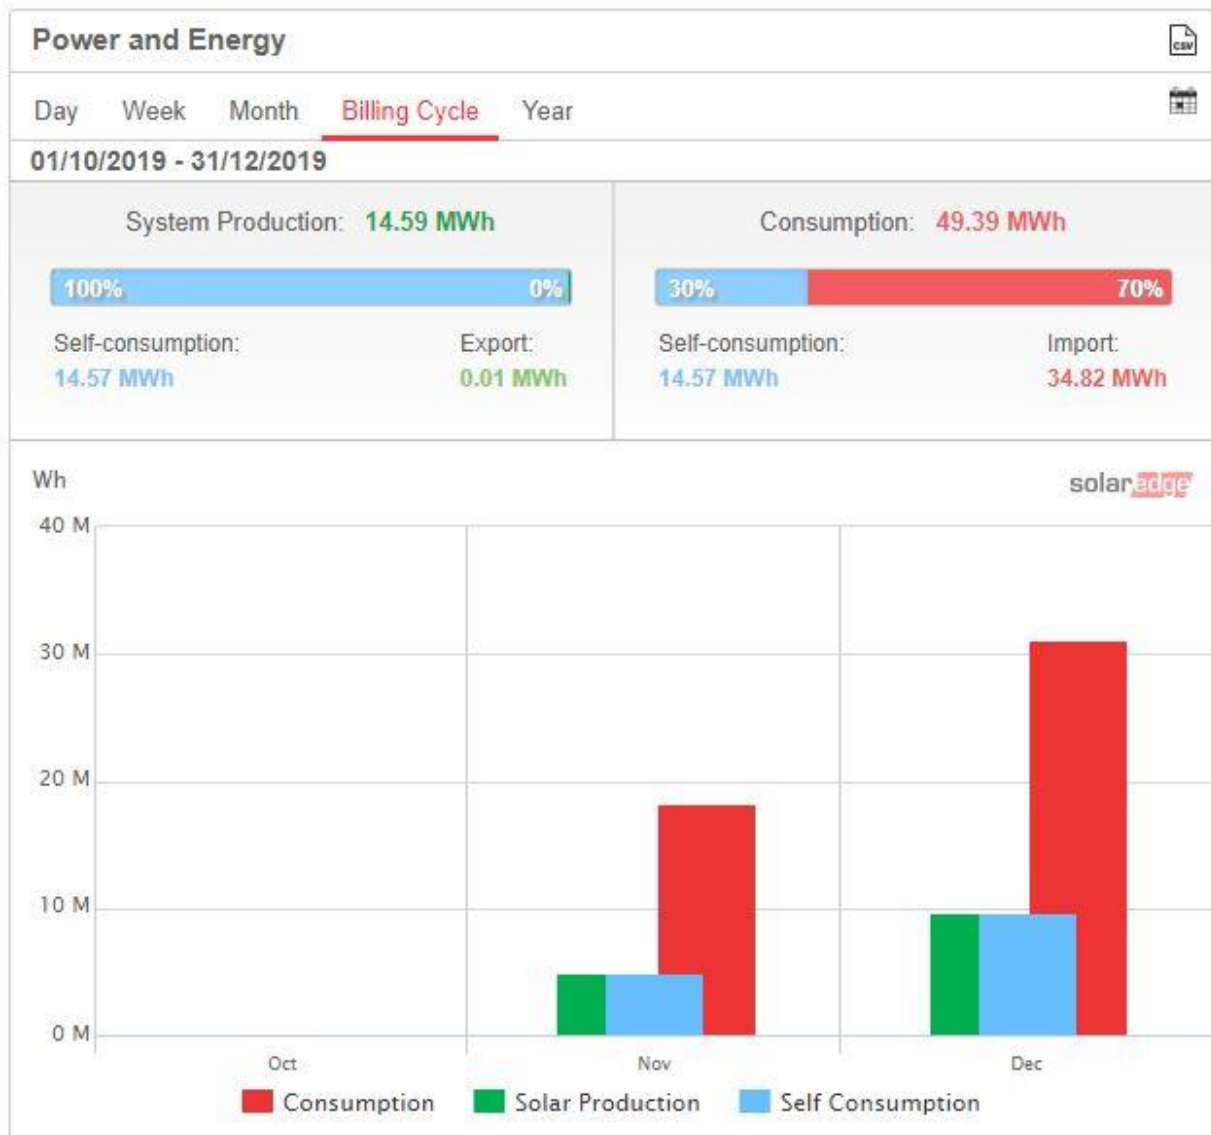 Power and Energy
CSV
Day Week Month Billing Cycle Year
01/10/2019 - 31/12/2019
System Production: 14.59 MWh
100% 0%
Self-consumption: Export:
14.57 MWh 0.01 MWh
Consumption: 49.39 MWh
30% 70%
Self-consumption: Import:
14.57 MWh 34.82 MWh
Wh
solaredge
40 M
30 M
20 M
10 M
0 M
Oct Nov Dec
Consumption Solar Production Self Consumption